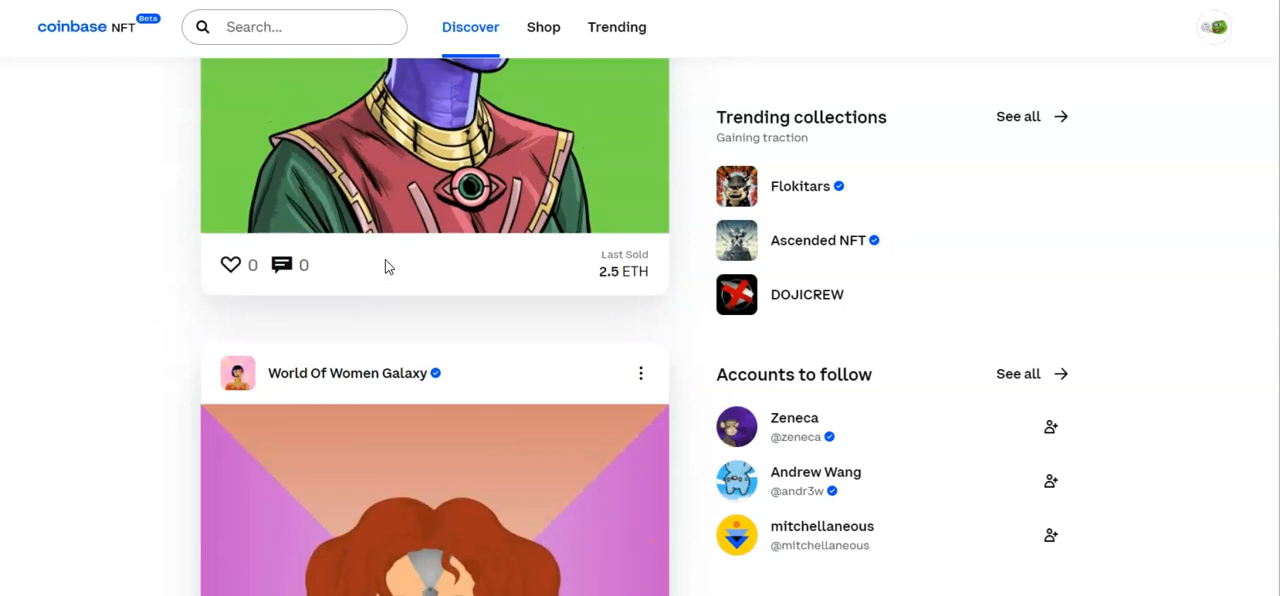 coinbase NFT Beta
Search...
Discover
Shop
Trending
0
0
Last Sold
2.5 ETH
World Of Women Galaxy
Trending collections
See all
Gaining traction
Flokitars
Ascended NFT
DOJICREW
Accounts to follow
See all
Zeneca
@zeneca
Andrew Wang
@andr3w
mitchellaneous
@mitchellaneous